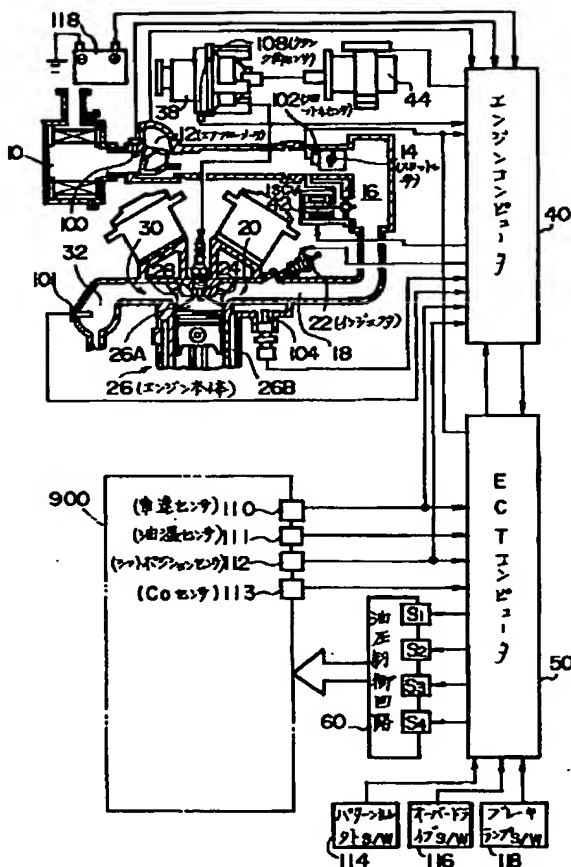 118
108(クランク角センサ)
38
44
12(エアフローメータ)
102(スロットルセンサ)
10
100
14
(スロットルバルブ)
16
ISCV
42
エンジンコンピュータ
40
30
20
32
28
24
101
22(インジェクタ)
18
26A
104
26(エンジン本体)
26B
900
(車速センサ)110
(油温センサ)111
(シフトポジションセンサ)112
(Coセンサ)113
ECTコンピュータ
50
油圧制御回路
S1
S2
S3
S4
60
パターンセレクトS/W
オーバードライブS/W
ブレーキランプS/W
114
116
118